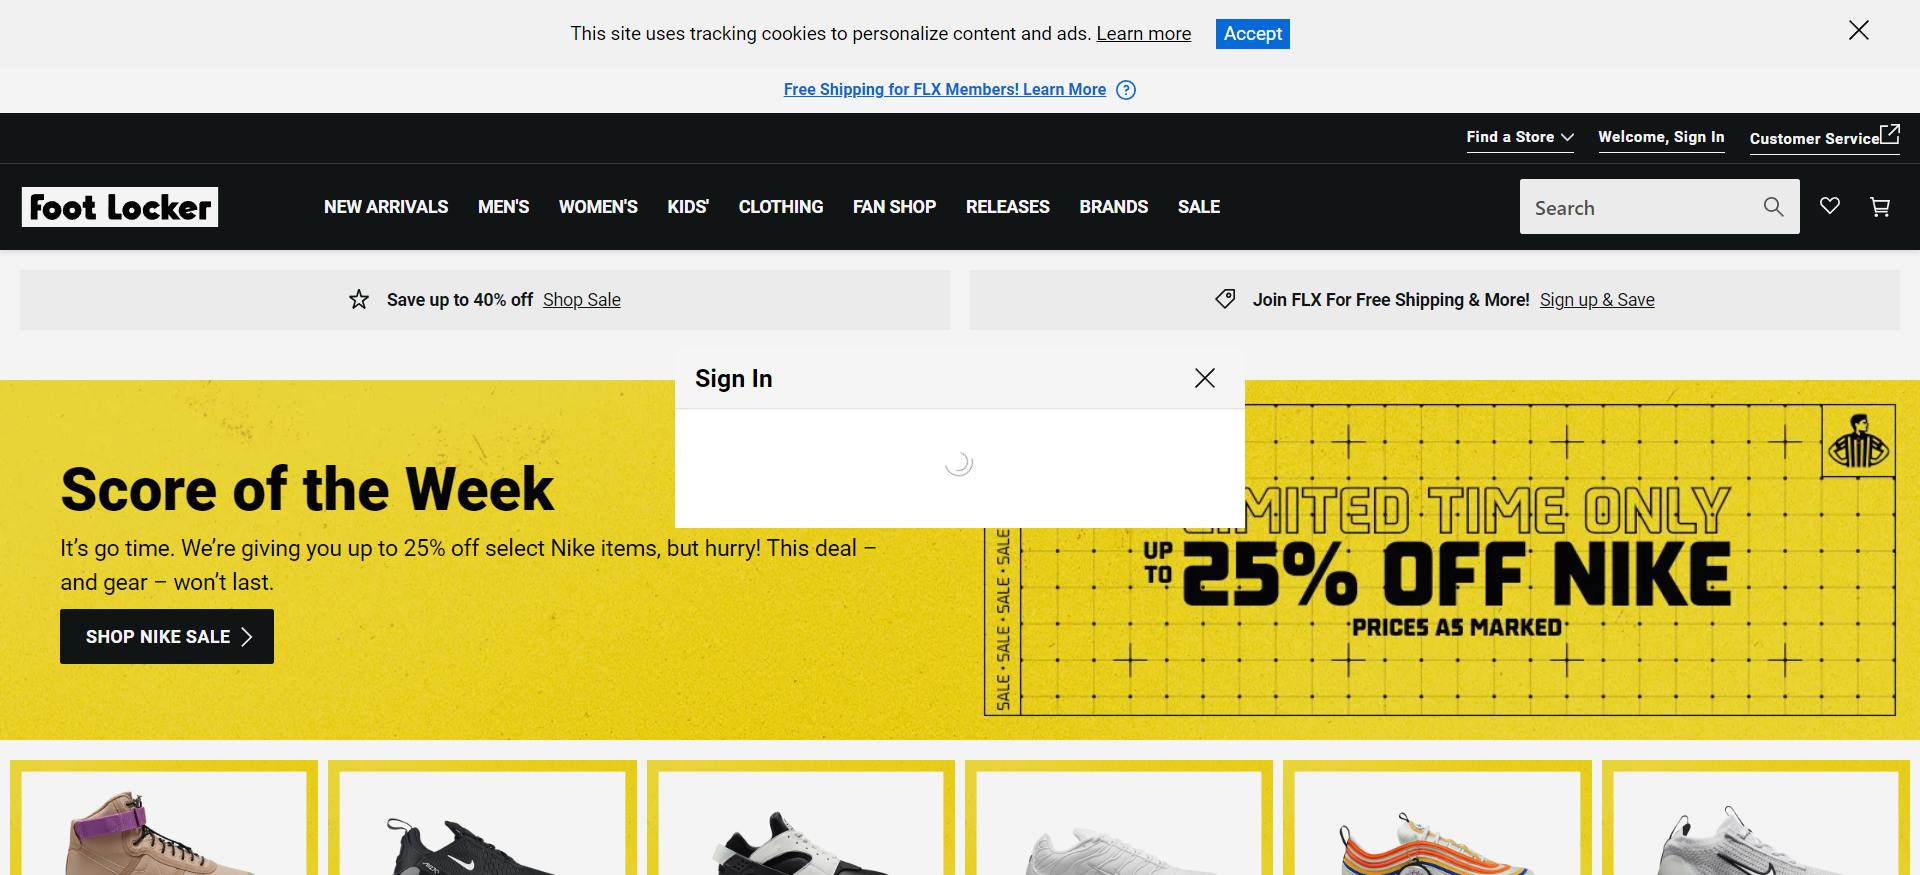 This site uses tracking cookies to personalize content and ads. Learn more Accept
Free Shipping for FLX Members! Learn More ?
Find a Store Welcome, Sign In Customer Service
Foot Locker NEW ARRIVALS MEN'S WOMEN'S KIDS' CLOTHING FAN SHOP RELEASES BRANDS SALE Search
Save up to 40% off Shop Sale
Join FLX For Free Shipping & More! Sign up & Save
Sign In
Score of the Week
It’s go time. We’re giving you up to 25% off select Nike items, but hurry! This deal –
and gear – won’t last.
SHOP NIKE SALE
SALE • SALE • SALE • SALE
LIMITED TIME ONLY
UP TO 25% OFF NIKE
PRICES AS MARKED